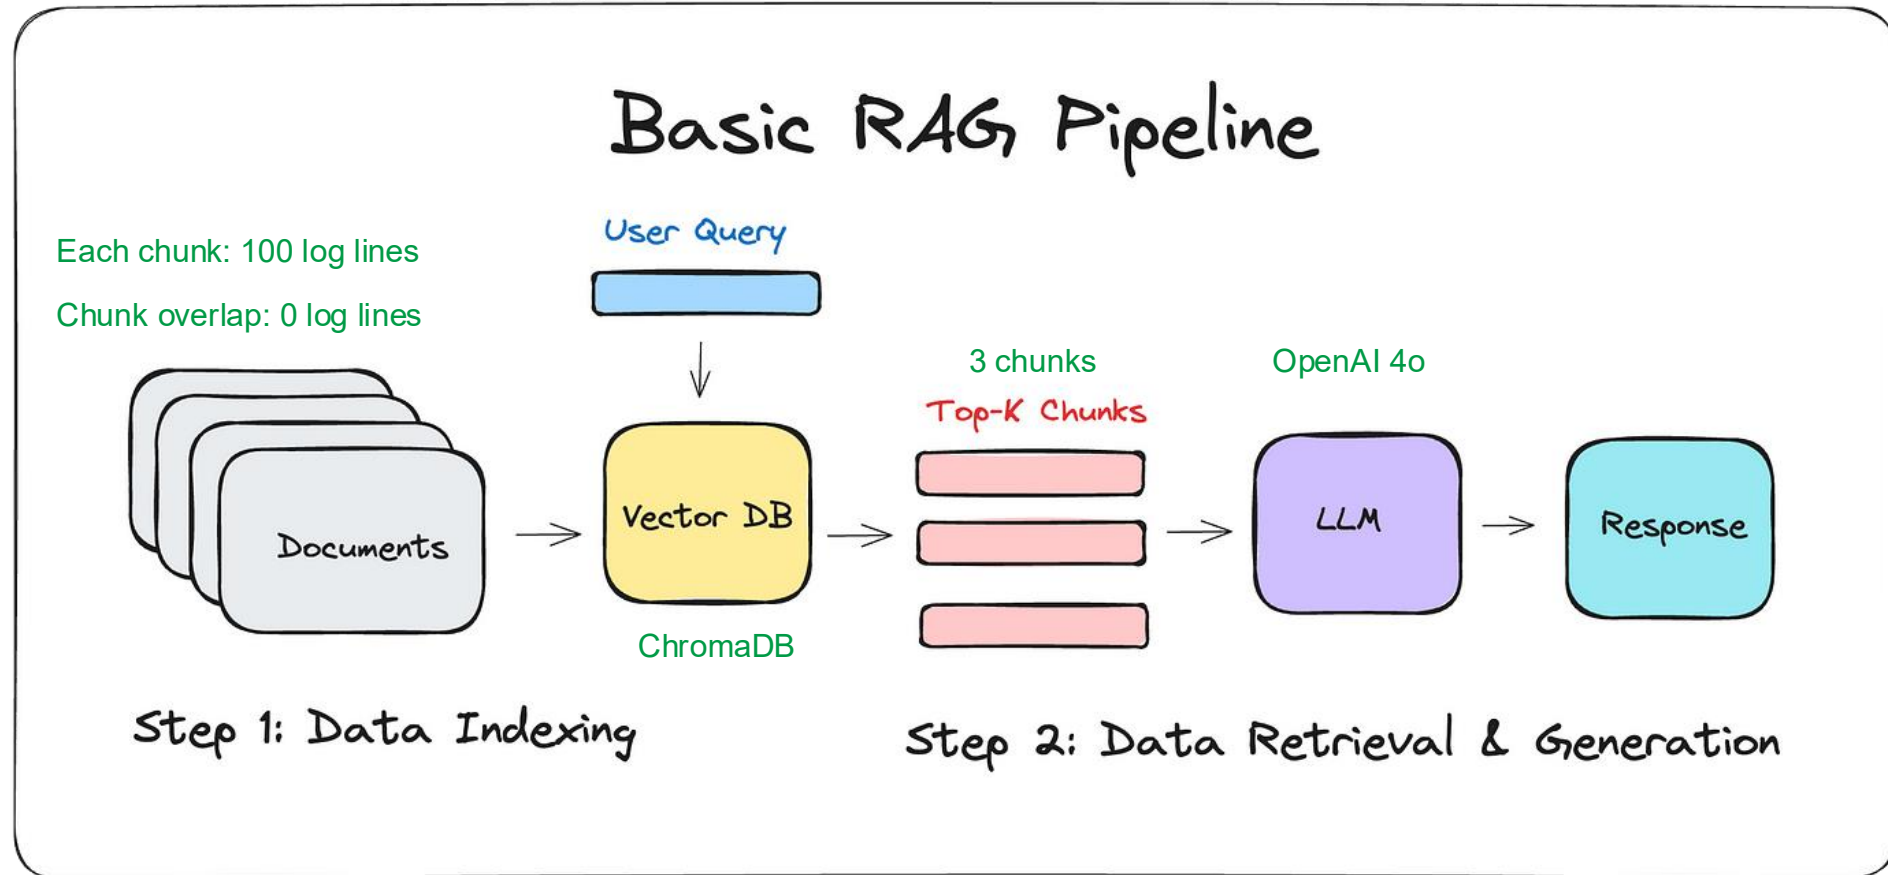 Basic RAG Pipeline
Each chunk: 100 log lines
Chunk overlap: 0 log lines
User Query
3 chunks
Top-K Chunks
OpenAI 4o
Documents
Vector DB
LLM
Response
ChromaDB
Step 1: Data Indexing
Step 2: Data Retrieval & Generation